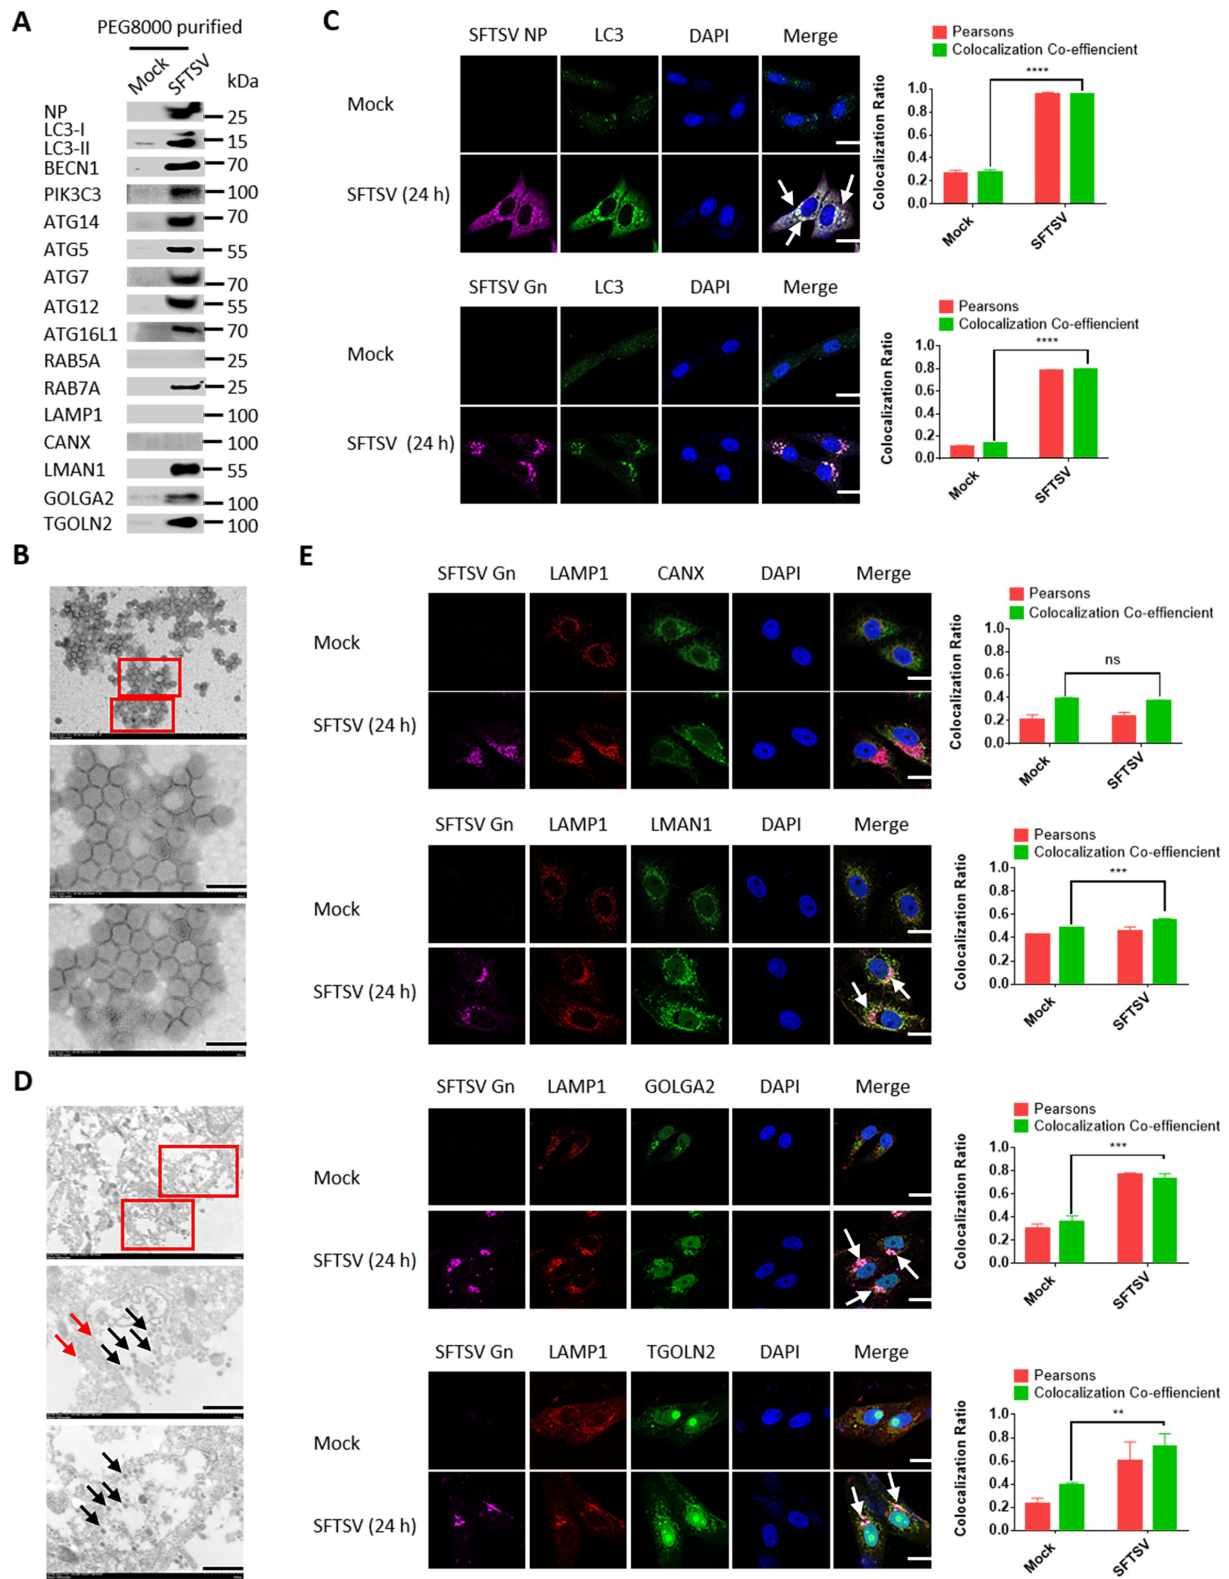 A
PEG8000 purified
Mock
SFTSV
kDa
NP
25
LC3-I
LC3-II
15
BECN1
70
PIK3C3
100
ATG14
70
ATG5
55
ATG7
70
ATG12
55
ATG16L1
70
RAB5A
25
RAB7A
25
LAMP1
100
CANX
100
LMAN1
55
GOLGA2
100
TGOLN2
100
B
C
SFTSV NP LC3 DAPI Merge
Mock
SFTSV (24 h)
Pearsons
Colocalization Co-effiencient
****
Colocalization Ratio
1.0
0.8
0.6
0.4
0.2
0.0
Mock
SFTSV
SFTSV Gn LC3 DAPI Merge
Mock
SFTSV (24 h)
Pearsons
Colocalization Co-effiencient
****
Colocalization Ratio
1.0
0.8
0.6
0.4
0.2
0.0
Mock
SFTSV
D
E
SFTSV Gn LAMP1 CANX DAPI Merge
Mock
SFTSV (24 h)
Pearsons
Colocalization Co-effiencient
ns
Colocalization Ratio
1.0
0.8
0.6
0.4
0.2
0.0
Mock
SFTSV
SFTSV Gn LAMP1 LMAN1 DAPI Merge
Mock
SFTSV (24 h)
Pearsons
Colocalization Co-effiencient
***
Colocalization Ratio
1.0
0.8
0.6
0.4
0.2
0.0
Mock
SFTSV
SFTSV Gn LAMP1 GOLGA2 DAPI Merge
Mock
SFTSV (24 h)
Pearsons
Colocalization Co-effiencient
***
Colocalization Ratio
1.0
0.8
0.6
0.4
0.2
0.0
Mock
SFTSV
SFTSV Gn LAMP1 TGOLN2 DAPI Merge
Mock
SFTSV (24 h)
Pearsons
Colocalization Co-effiencient
**
Colocalization Ratio
1.0
0.8
0.6
0.4
0.2
0.0
Mock
SFTSV